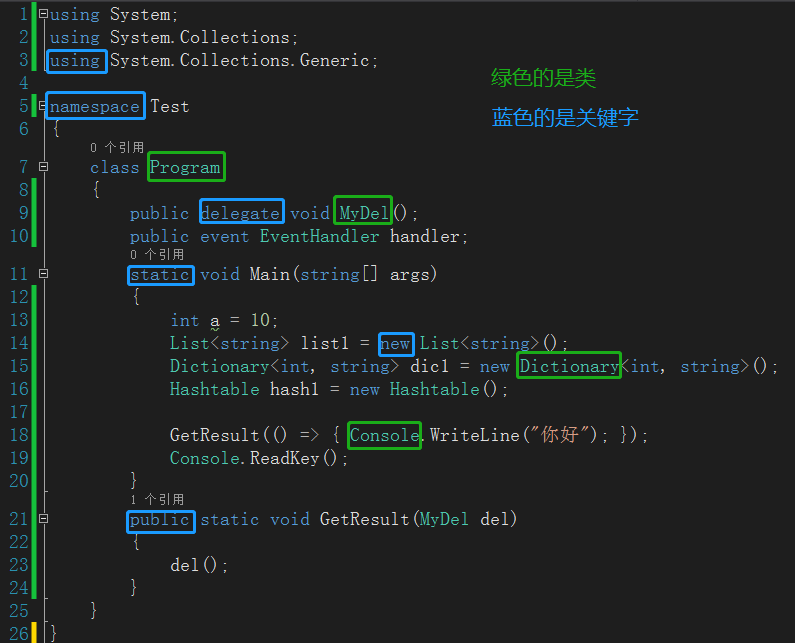 1 using System;
2 using System.Collections;
3 using System.Collections.Generic;
绿色的是类
4
蓝色的是关键字
5 namespace Test
6 {
0 个引用
7 class Program
8 {
9 public delegate void MyDel();
10 public event EventHandler handler;
0 个引用
11 static void Main(string[] args)
12 {
13 int a = 10;
14 List<string> list1 = new List<string>();
15 Dictionary<int, string> dic1 = new Dictionary<int, string>();
16 Hashtable hash1 = new Hashtable();
17
18 GetResult(() => { Console.WriteLine("你好"); });
19 Console.ReadKey();
20 }
1 个引用
21 public static void GetResult(MyDel del)
22 {
23 del();
24 }
25 }
26 }